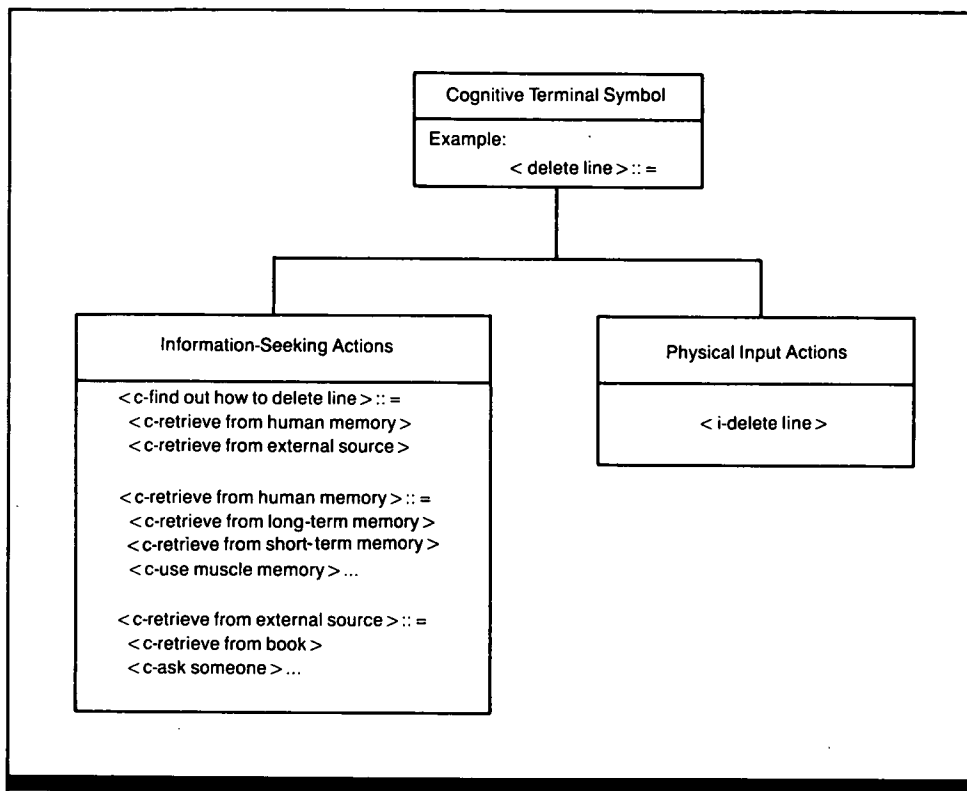 Cognitive Terminal Symbol
Example:
< delete line > :: =
Information-Seeking Actions
<c-find out how to delete line > :: =
<c-retrieve from human memory>
<c-retrieve from external source>
<c-retrieve from human memory> :: =
<c-retrieve from long-term memory>
<c-retrieve from short-term memory>
<c-use muscle memory>...
<c-retrieve from external source> :: =
<c-retrieve from book>
<c-ask someone>...
Physical Input Actions
< i-delete line >